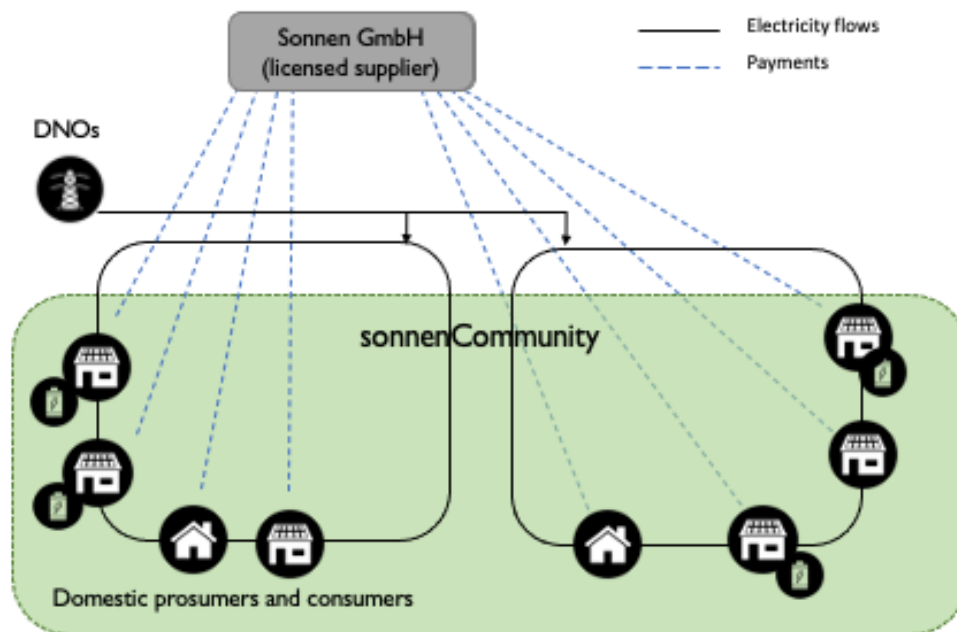 Sonnen GmbH
(licensed supplier)
Electricity flows
Payments
DNOs
sonnenCommunity
Domestic prosumers and consumers